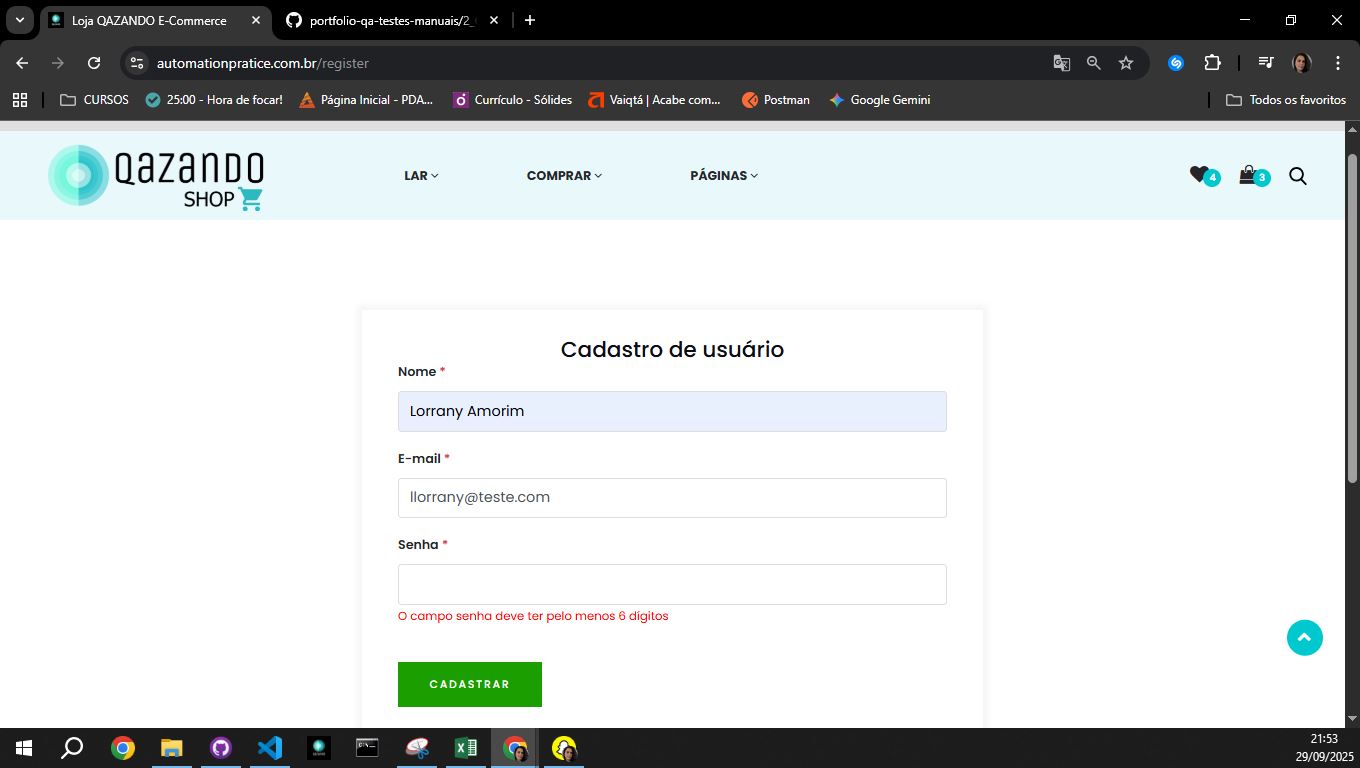 Loja QAZANDO E-Commerce
portfolio-qa-testes-manuais/2_
automationpratice.com.br/register
CURSOS
25:00 - Hora de focar!
Página Inicial - PDA...
Currículo - Sólides
Vaiqtá | Acabe com...
Postman
Google Gemini
Todos os favoritos
QAZANDO
SHOP
LAR
COMPRAR
PÁGINAS
4
3
Cadastro de usuário
Nome *
Lorrany Amorim
E-mail *
llorrany@teste.com
Senha *
O campo senha deve ter pelo menos 6 dígitos
CADASTRAR
21:53
29/09/2025